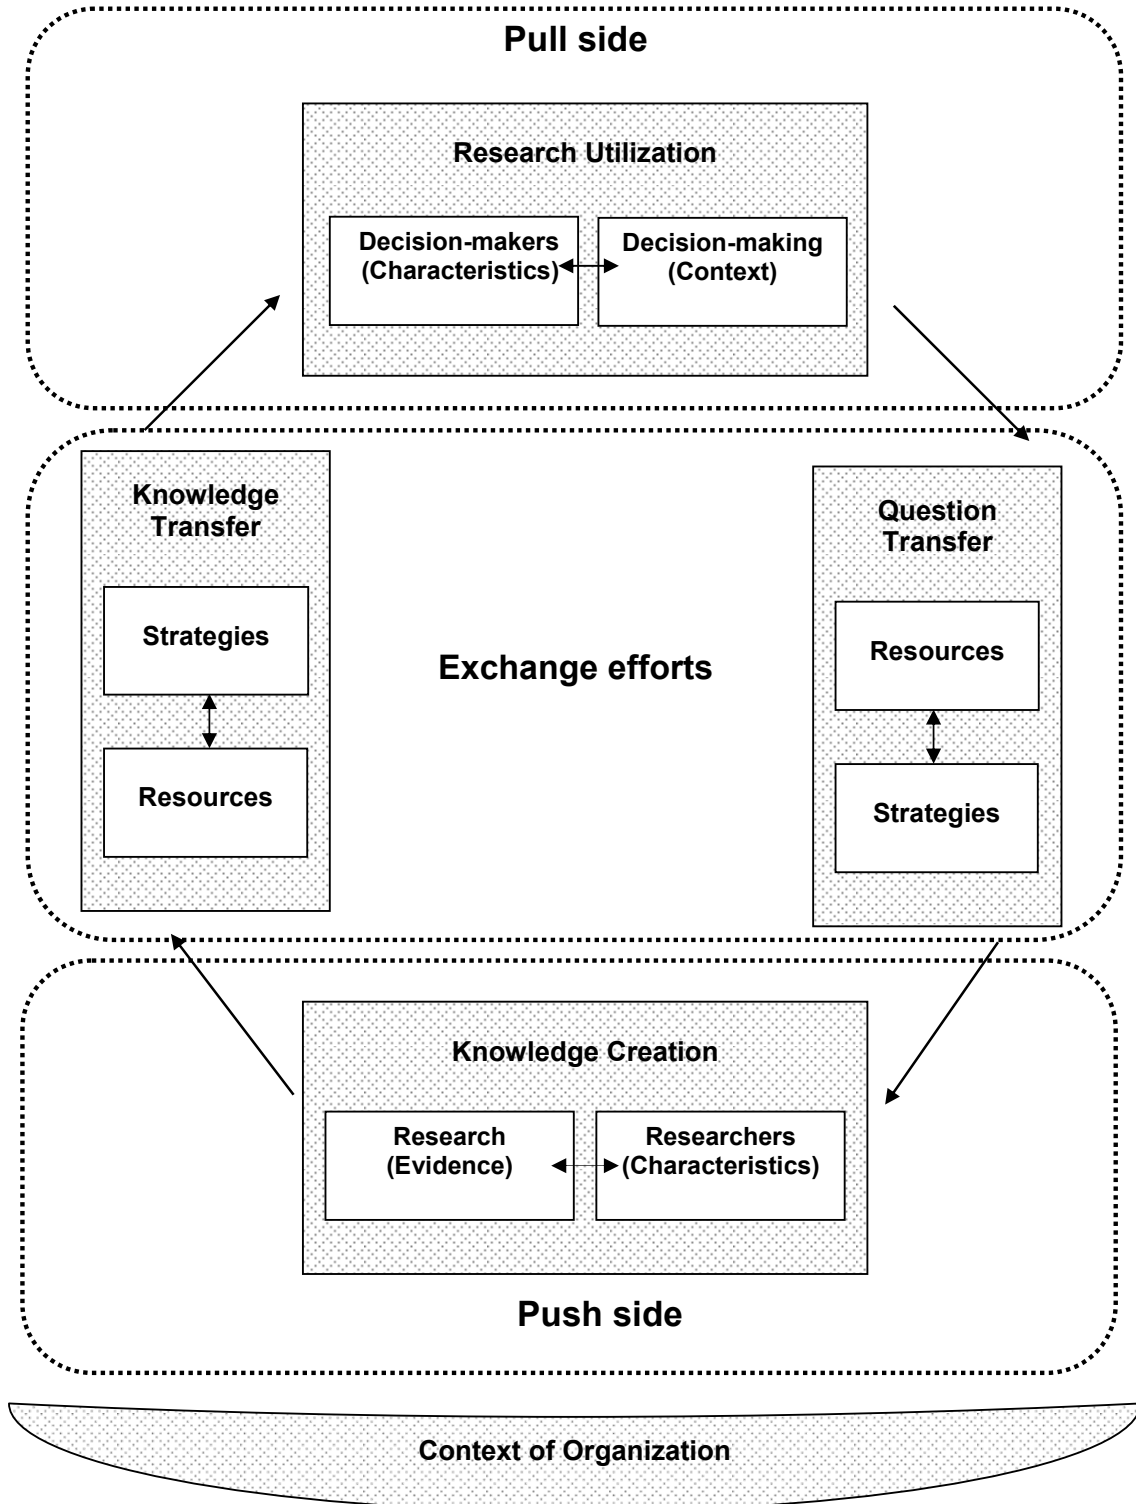 Pull side
Research Utilization
Decision-makers
(Characteristics)
Decision-making
(Context)
Knowledge
Transfer
Strategies
Resources
Exchange efforts
Question
Transfer
Resources
Strategies
Knowledge Creation
Research
(Evidence)
Researchers
(Characteristics)
Push side
Context of Organization